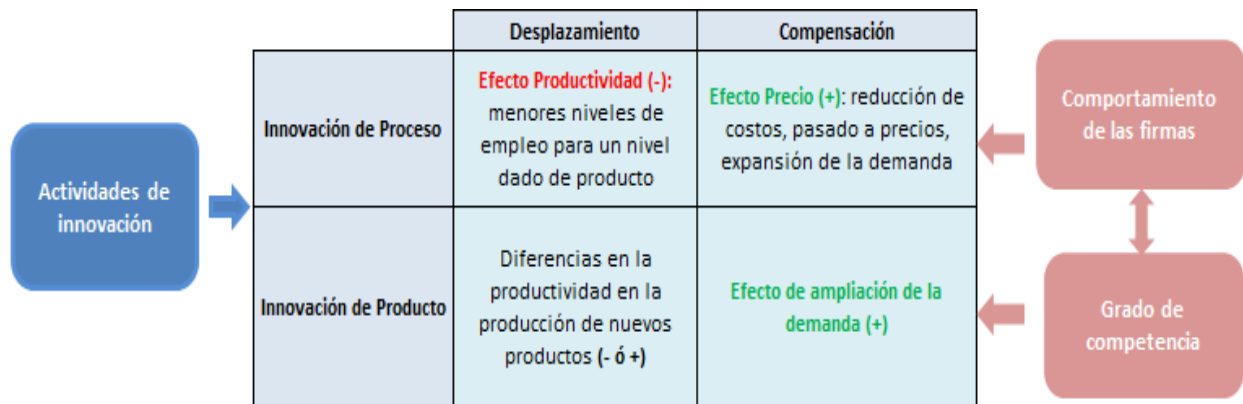 Desplazamiento
Compensación
Actividades de
innovación
Innovación de Proceso
Efecto Productividad (-):
menores niveles de
empleo para un nivel
dado de producto
Efecto Precio (+): reducción de
costos, pasado a precios,
expansión de la demanda
Innovación de Producto
Diferencias en la
productividad en la
producción de nuevos
productos (- ó +)
Efecto de ampliación de la
demanda (+)
Comportamiento
de las firmas
Grado de
competencia